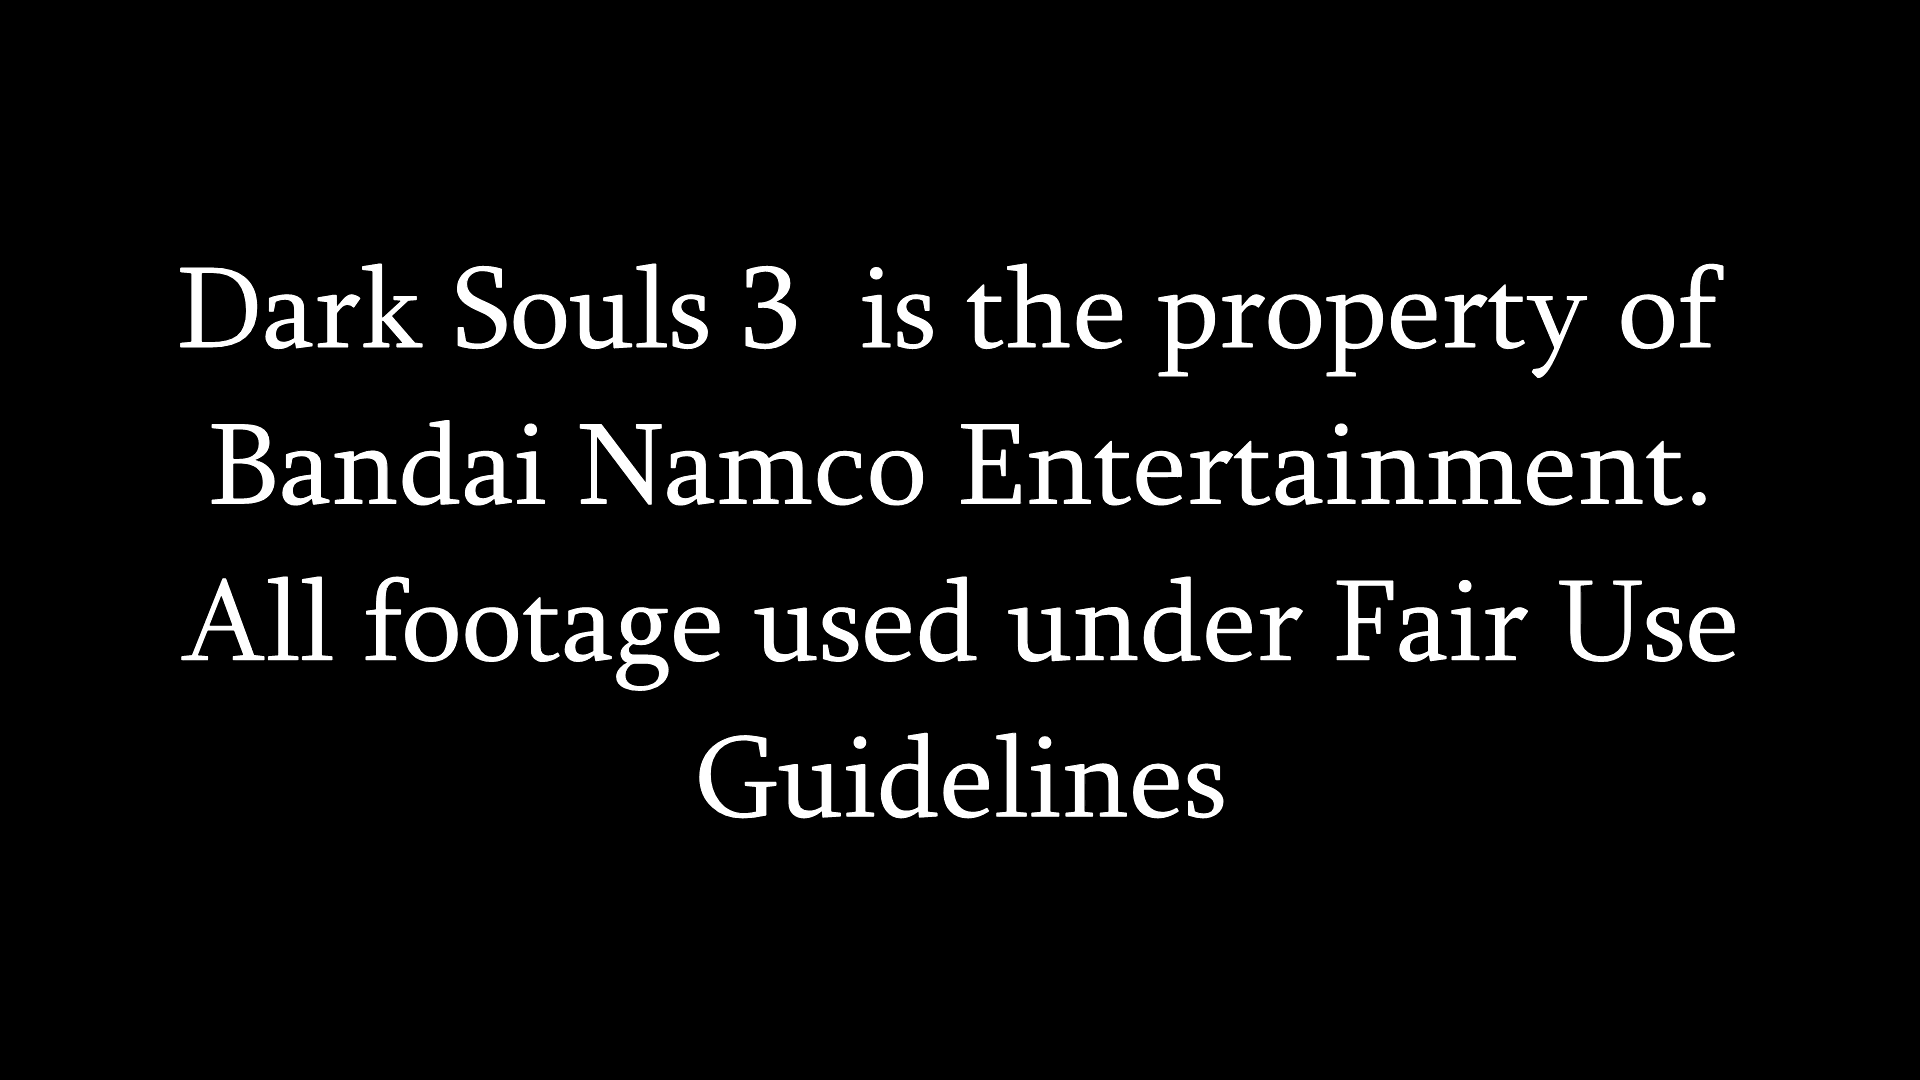 Dark Souls 3  is the property of
Bandai Namco Entertainment.
All footage used under Fair Use
Guidelines